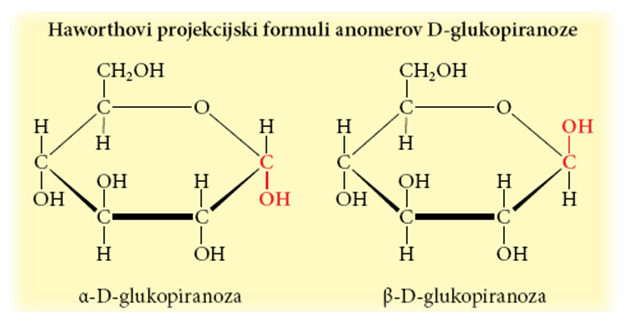 Haworthovi projekcijski formuli anomerov D-glukopiranoze
CH₂OH
C O
H H H
C C
OH OH H OH
C C
H OH
α-D-glukopiranoza
CH₂OH
C O OH
H H
C C
OH OH H H
C C
H OH
β-D-glukopiranoza